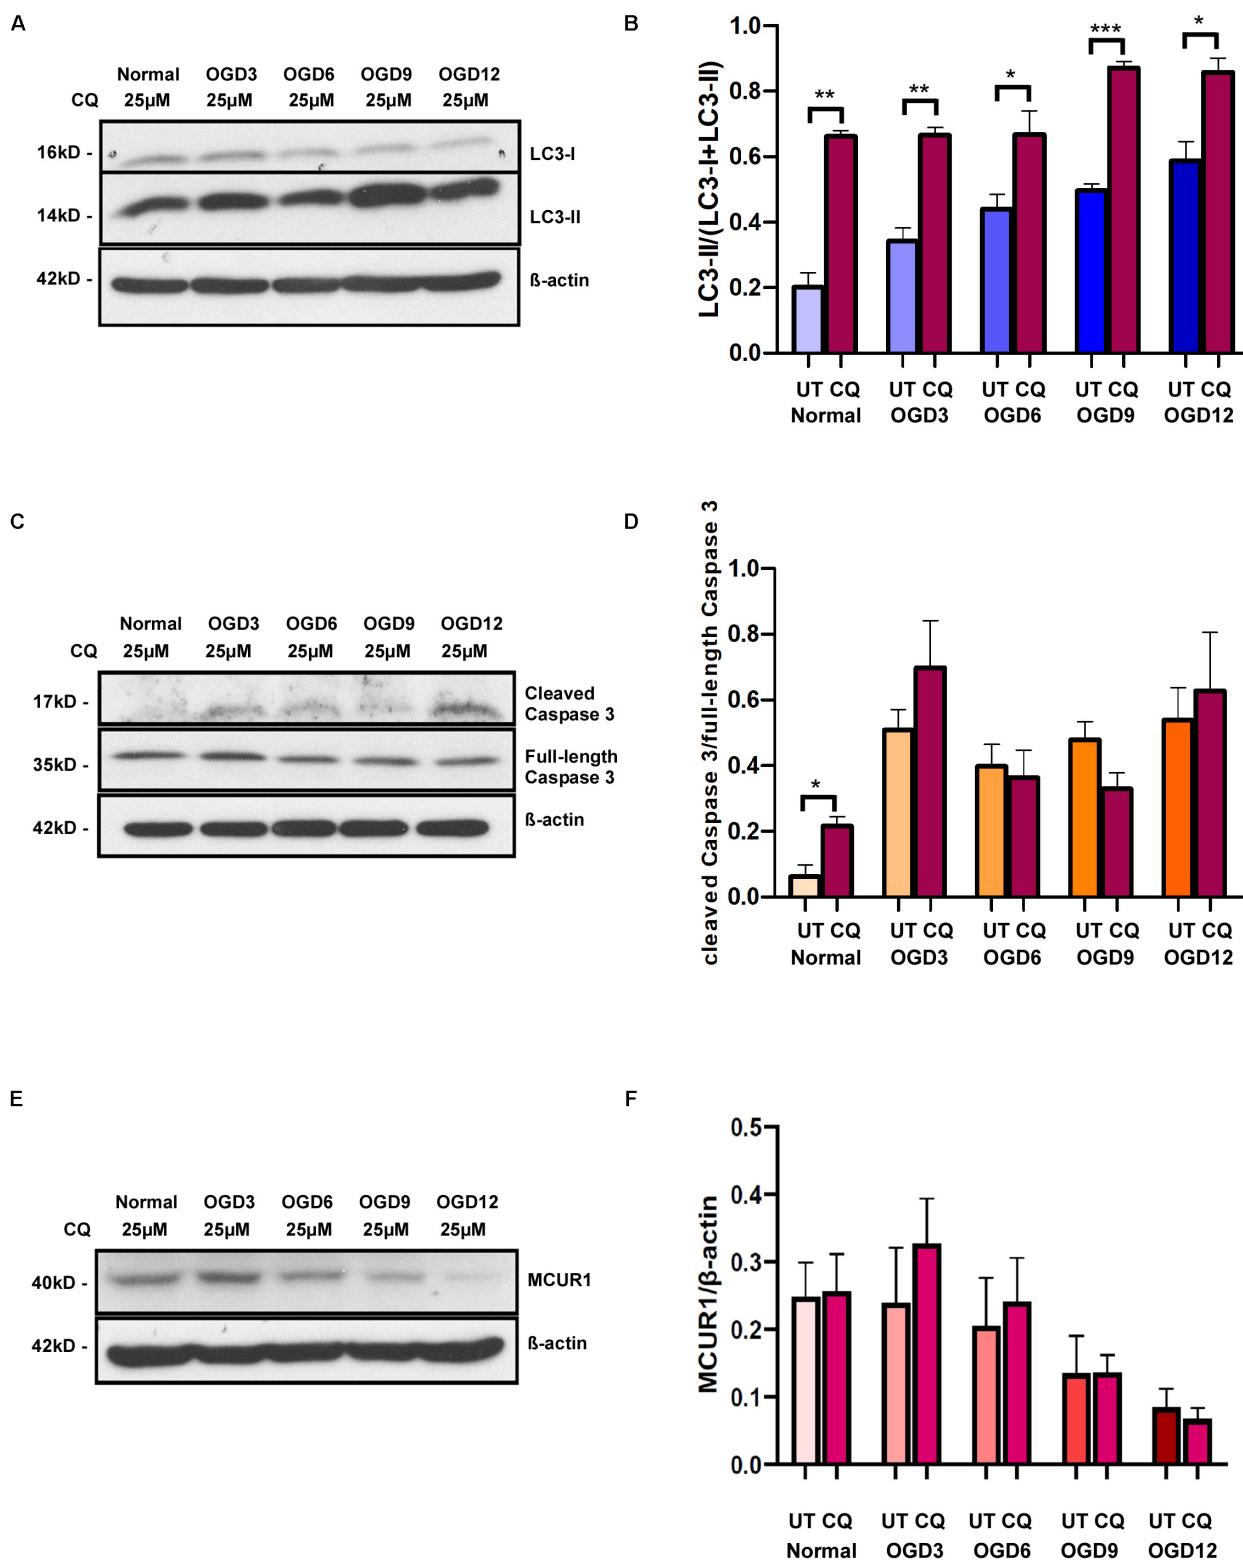 A
Normal OGD3 OGD6 OGD9 OGD12
CQ 25µM 25µM 25µM 25µM 25µM
16kD - LC3-I
14kD - LC3-II
42kD - ß-actin
B
LC3-II/(LC3-I+LC3-II)
1.0
0.8
0.6
0.4
0.2
0.0
** ** * *** *
UT CQ UT CQ UT CQ UT CQ UT CQ
Normal OGD3 OGD6 OGD9 OGD12
C
Normal OGD3 OGD6 OGD9 OGD12
CQ 25µM 25µM 25µM 25µM 25µM
17kD - Cleaved
Caspase 3
35kD - Full-length
Caspase 3
42kD - ß-actin
D
cleaved Caspase 3/full-length Caspase 3
1.0
0.8
0.6
0.4
0.2
0.0
*
UT CQ UT CQ UT CQ UT CQ UT CQ
Normal OGD3 OGD6 OGD9 OGD12
E
Normal OGD3 OGD6 OGD9 OGD12
CQ 25µM 25µM 25µM 25µM 25µM
40kD - MCUR1
42kD - ß-actin
F
MCUR1/β-actin
0.5
0.4
0.3
0.2
0.1
0.0
UT CQ UT CQ UT CQ UT CQ UT CQ
Normal OGD3 OGD6 OGD9 OGD12